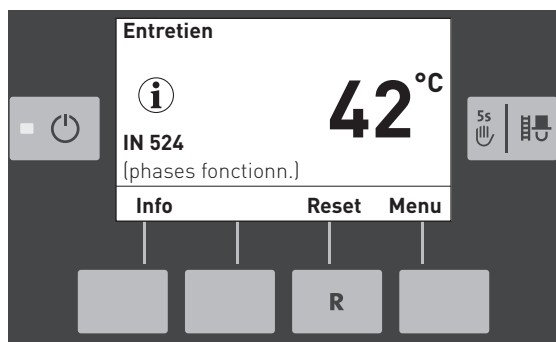 Entretien
42°C
IN 524
(phases fonctionn.)
5s
Info Reset Menu
R